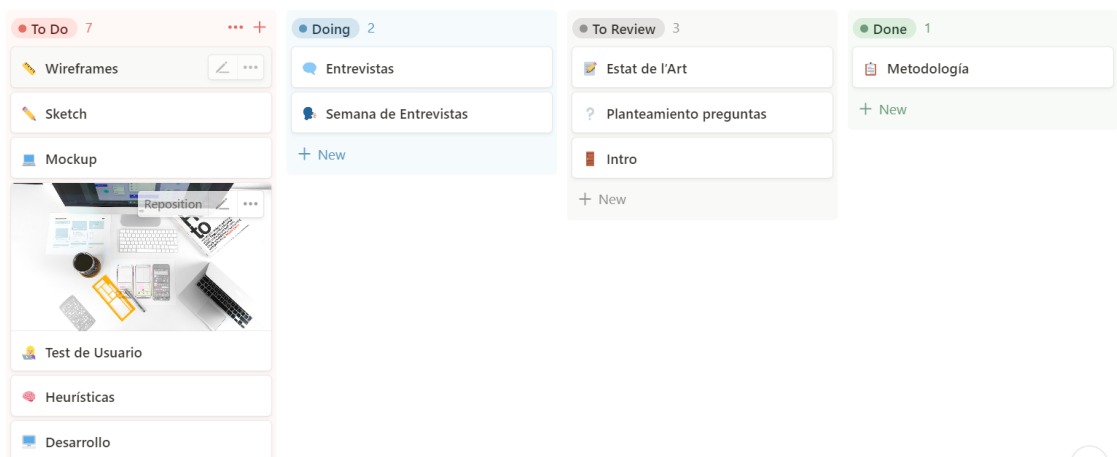 To Do 7
Wireframes
Sketch
Mockup
Reposition
Test de Usuario
Heurísticas
Desarrollo
Doing 2
Entrevistas
Semana de Entrevistas
+ New
To Review 3
Estat de l'Art
Planteamiento preguntas
Intro
+ New
Done 1
Metodología
+ New